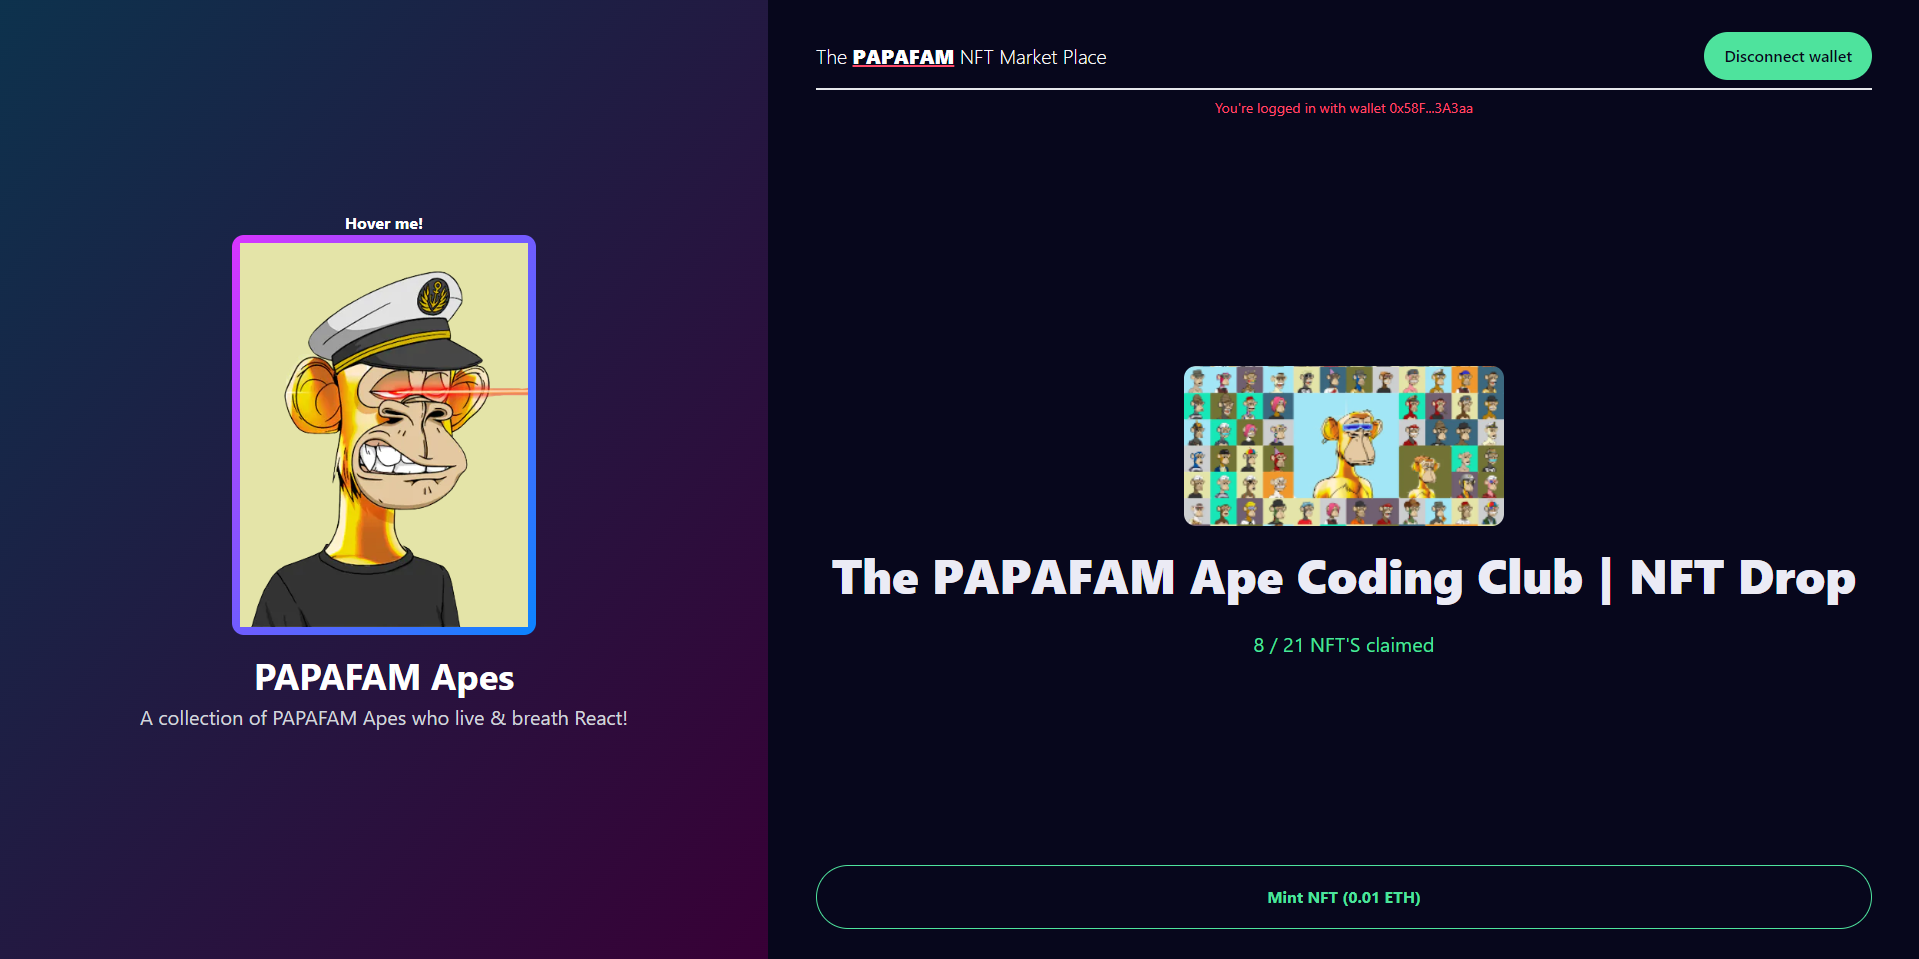 Hover me!
PAPAFAM Apes
A collection of PAPAFAM Apes who live & breath React!
The PAPAFAM NFT Market Place
Disconnect wallet
You're logged in with wallet 0x58F...3A3aa
The PAPAFAM Ape Coding Club | NFT Drop
8 / 21 NFT'S claimed
Mint NFT (0.01 ETH)